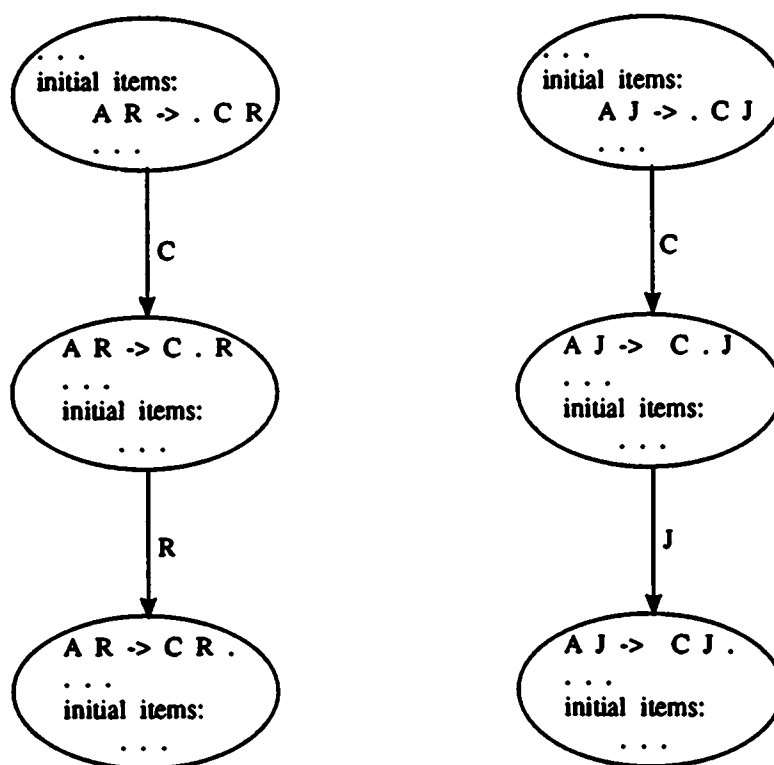 . . .
initial items:
A R -> . C R
. . .
C
A R -> C . R
. . .
initial items:
. . .
R
A R -> C R .
. . .
initial items:
. . .
. . .
initial items:
A J -> . C J
. . .
C
A J -> C . J
. . .
initial items:
. . .
J
A J -> C J .
. . .
initial items:
. . .